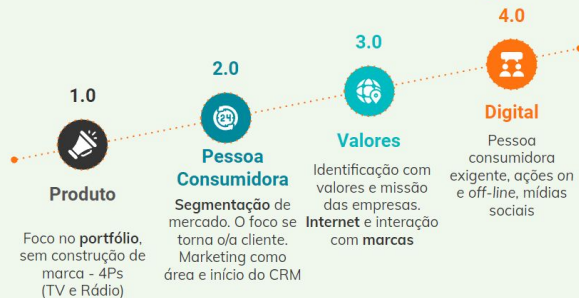 1.0
Produto
Foco no portfólio,
sem construção de
marca - 4Ps
(TV e Rádio)
2.0
24
Pessoa
Consumidora
Segmentação de
mercado. O foco se
torna o/a cliente.
Marketing como
área e início do CRM
3.0
Valores
Identificação com
valores e missão
das empresas.
Internet e interação
com marcas
4.0
Digital
Pessoa
consumidora
exigente, ações on
e off-line, mídias
sociais